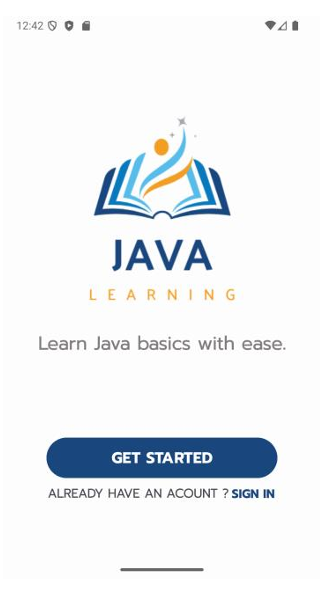 12:42
JAVA
LEARNING
Learn Java basics with ease.
GET STARTED
ALREADY HAVE AN ACOUNT ? SIGN IN